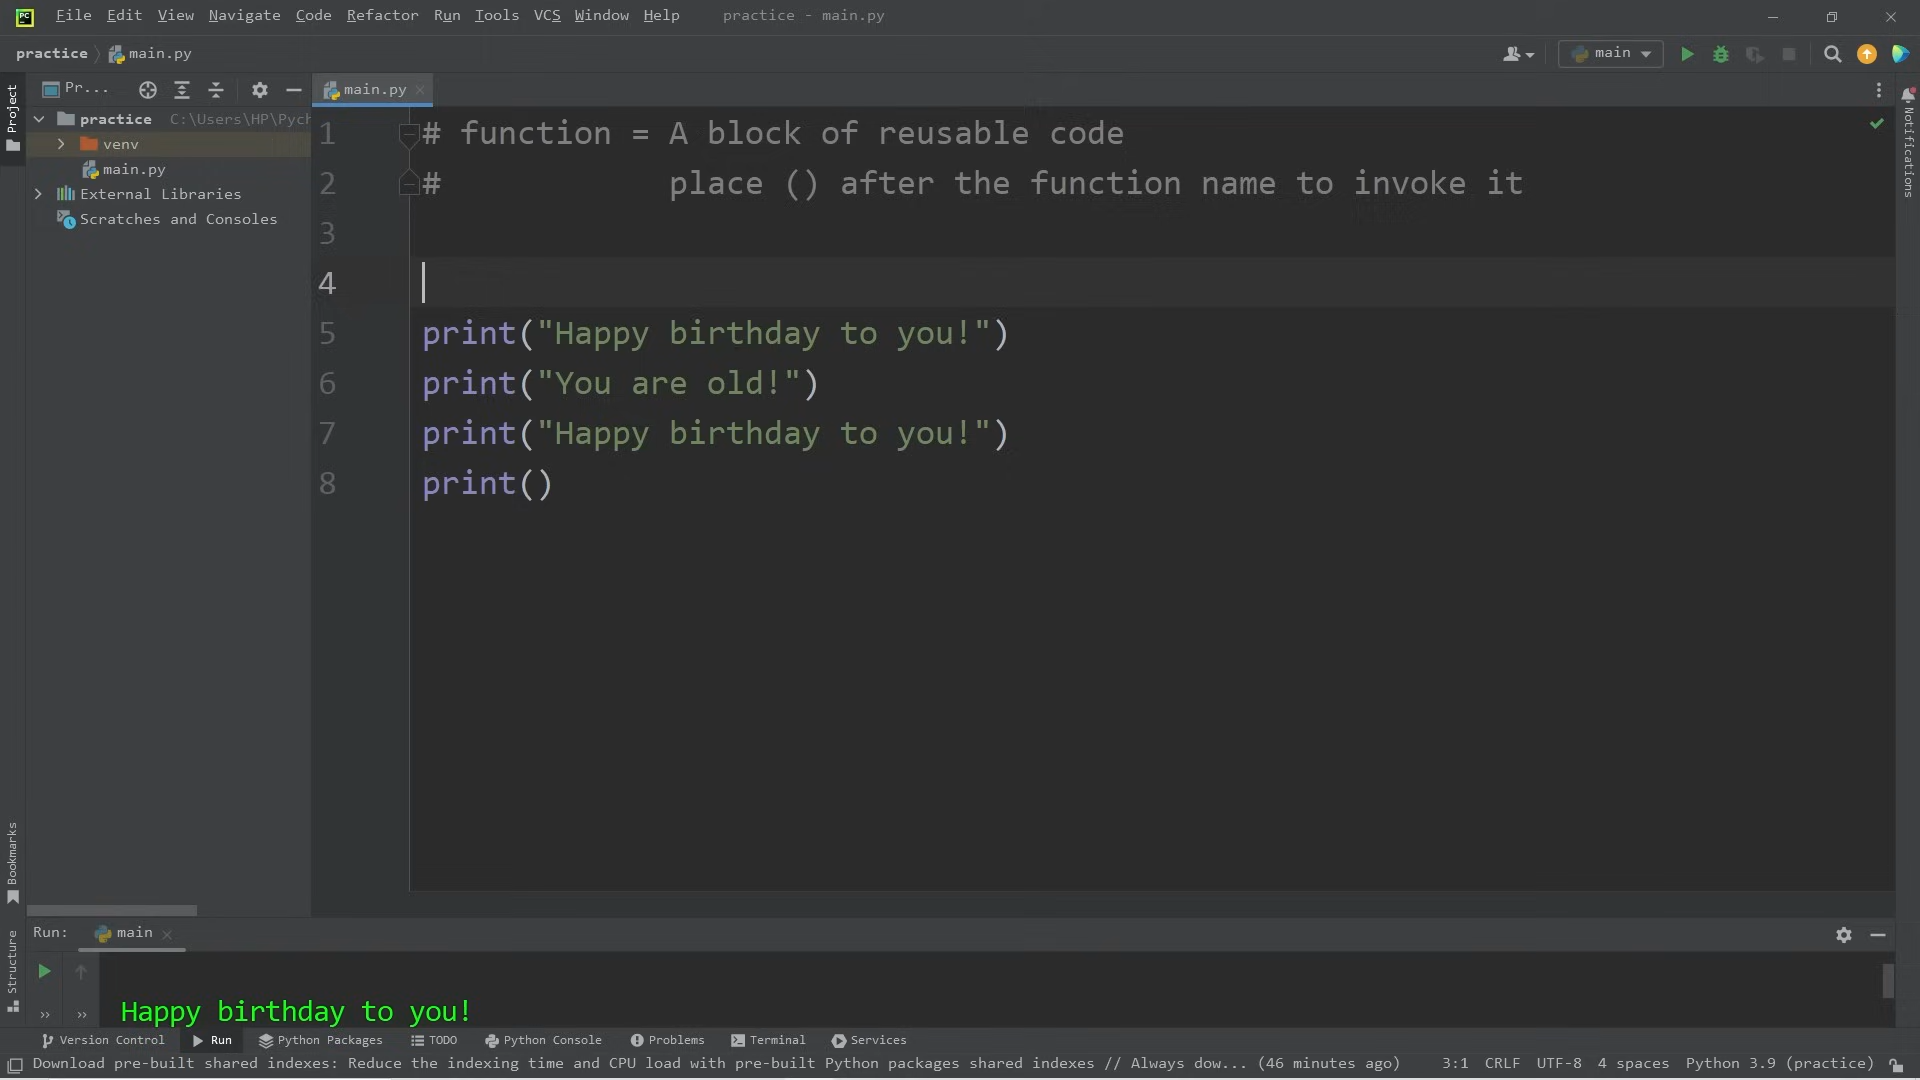 File Edit View Navigate Code Refactor Run Tools VCS Window Help practice - main.py
practice main.py main
Project Pr... main.py
practice C:\Users\HP\Pych
venv
main.py
External Libraries
Scratches and Consoles
1 # function = A block of reusable code
2 # place () after the function name to invoke it
3
4
5 print("Happy birthday to you!")
6 print("You are old!")
7 print("Happy birthday to you!")
8 print()
Notifications
Bookmarks
Structure
Run: main
Happy birthday to you!
Version Control Run Python Packages TODO Python Console Problems Terminal Services
Download pre-built shared indexes: Reduce the indexing time and CPU load with pre-built Python packages shared indexes // Always dow... (46 minutes ago) 3:1 CRLF UTF-8 4 spaces Python 3.9 (practice)